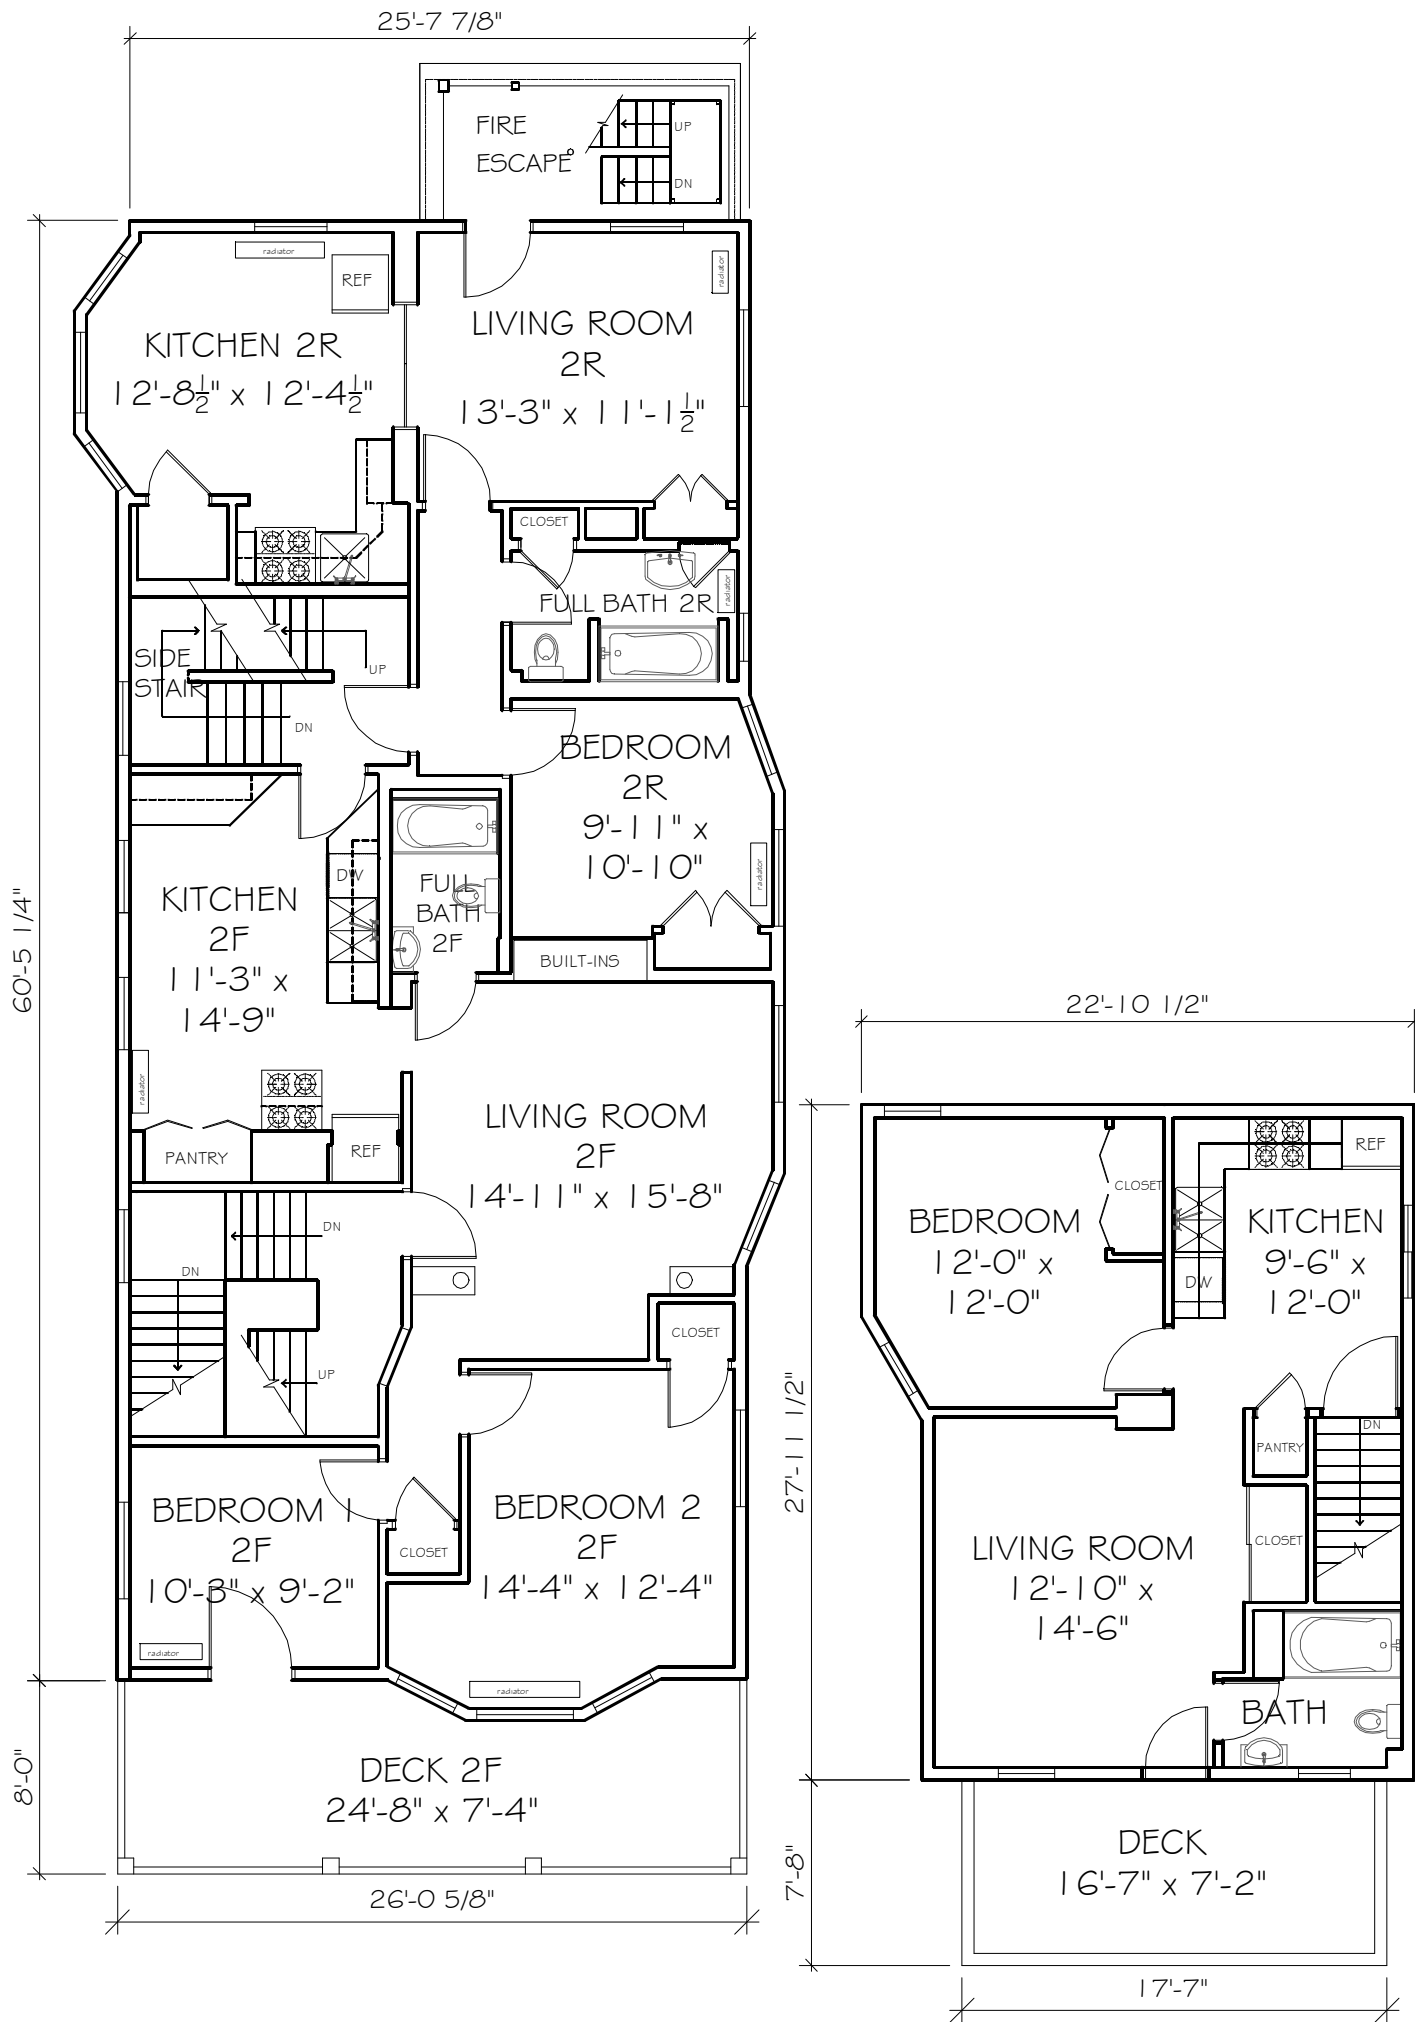 25'-7 7/8"
FIRE
ESCAPE
UP
DN
radiator
REF
radiator
KITCHEN 2R
12'-8½" x 12'-4½"
LIVING ROOM
2R
13'-3" x 11'-1½"
CLOSET
FULL BATH 2R
radiator
SIDE
STAIR
UP
DN
BEDROOM
2R
9'-11" x
10'-10"
radiator
60'-5 1/4"
KITCHEN
2F
11'-3" x
14'-9"
DW
FULL
BATH
2F
BUILT-INS
radiator
PANTRY
REF
LIVING ROOM
2F
14'-11" x 15'-8"
DN
DN
UP
CLOSET
BEDROOM 1
2F
10'-3" x 9'-2"
radiator
CLOSET
BEDROOM 2
2F
14'-4" x 12'-4"
radiator
8'-0"
DECK 2F
24'-8" x 7'-4"
26'-0 5/8"
22'-10 1/2"
27'-11 1/2"
BEDROOM
12'-0" x
12'-0"
CLOSET
REF
KITCHEN
9'-6" x
12'-0"
DW
DN
PANTRY
CLOSET
LIVING ROOM
12'-10" x
14'-6"
BATH
7'-8"
DECK
16'-7" x 7'-2"
17'-7"